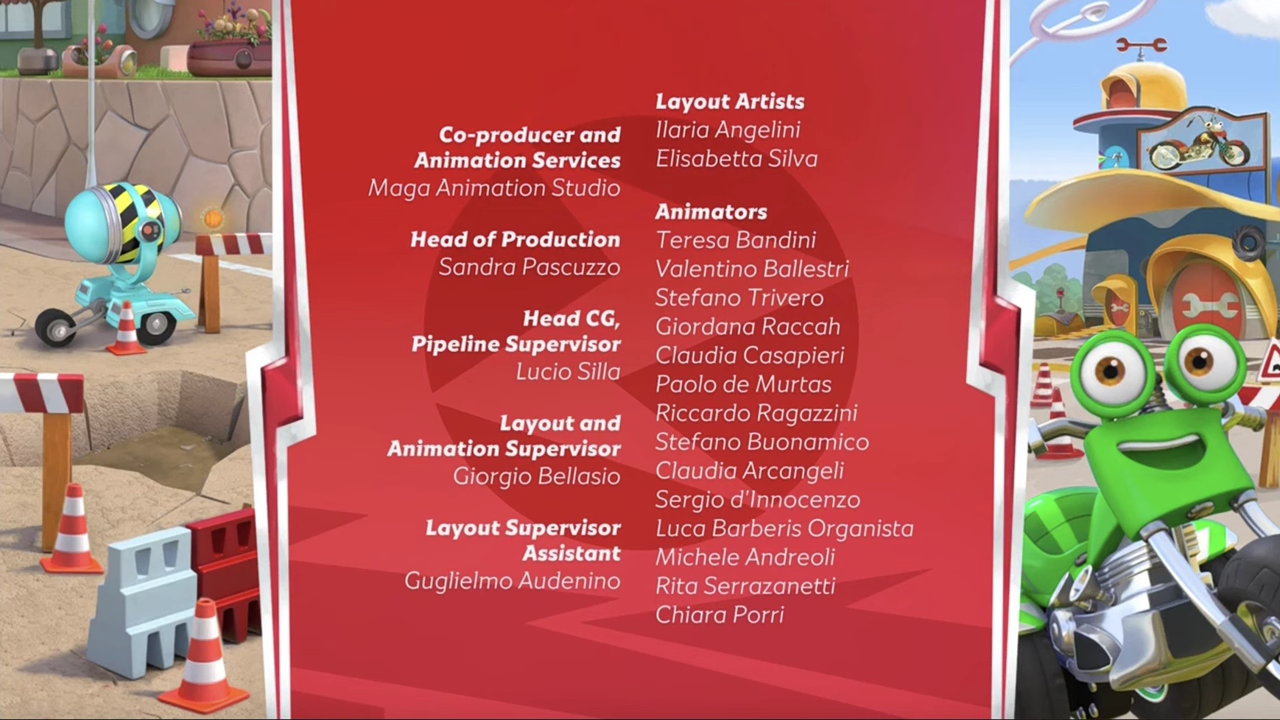 Co-producer and
Animation Services
Maga Animation Studio
Head of Production
Sandra Pascuzzo
Head CG,
Pipeline Supervisor
Lucio Silla
Layout and
Animation Supervisor
Giorgio Bellasio
Layout Supervisor
Assistant
Guglielmo Audenino
Layout Artists
Ilaria Angelini
Elisabetta Silva
Animators
Teresa Bandini
Valentino Ballestri
Stefano Trivero
Giordana Raccah
Claudia Casapieri
Paolo de Murtas
Riccardo Ragazzini
Stefano Buonamico
Claudia Arcangeli
Sergio d'Innocenzo
Luca Barberis Organista
Michele Andreoli
Rita Serrazanetti
Chiara Porri